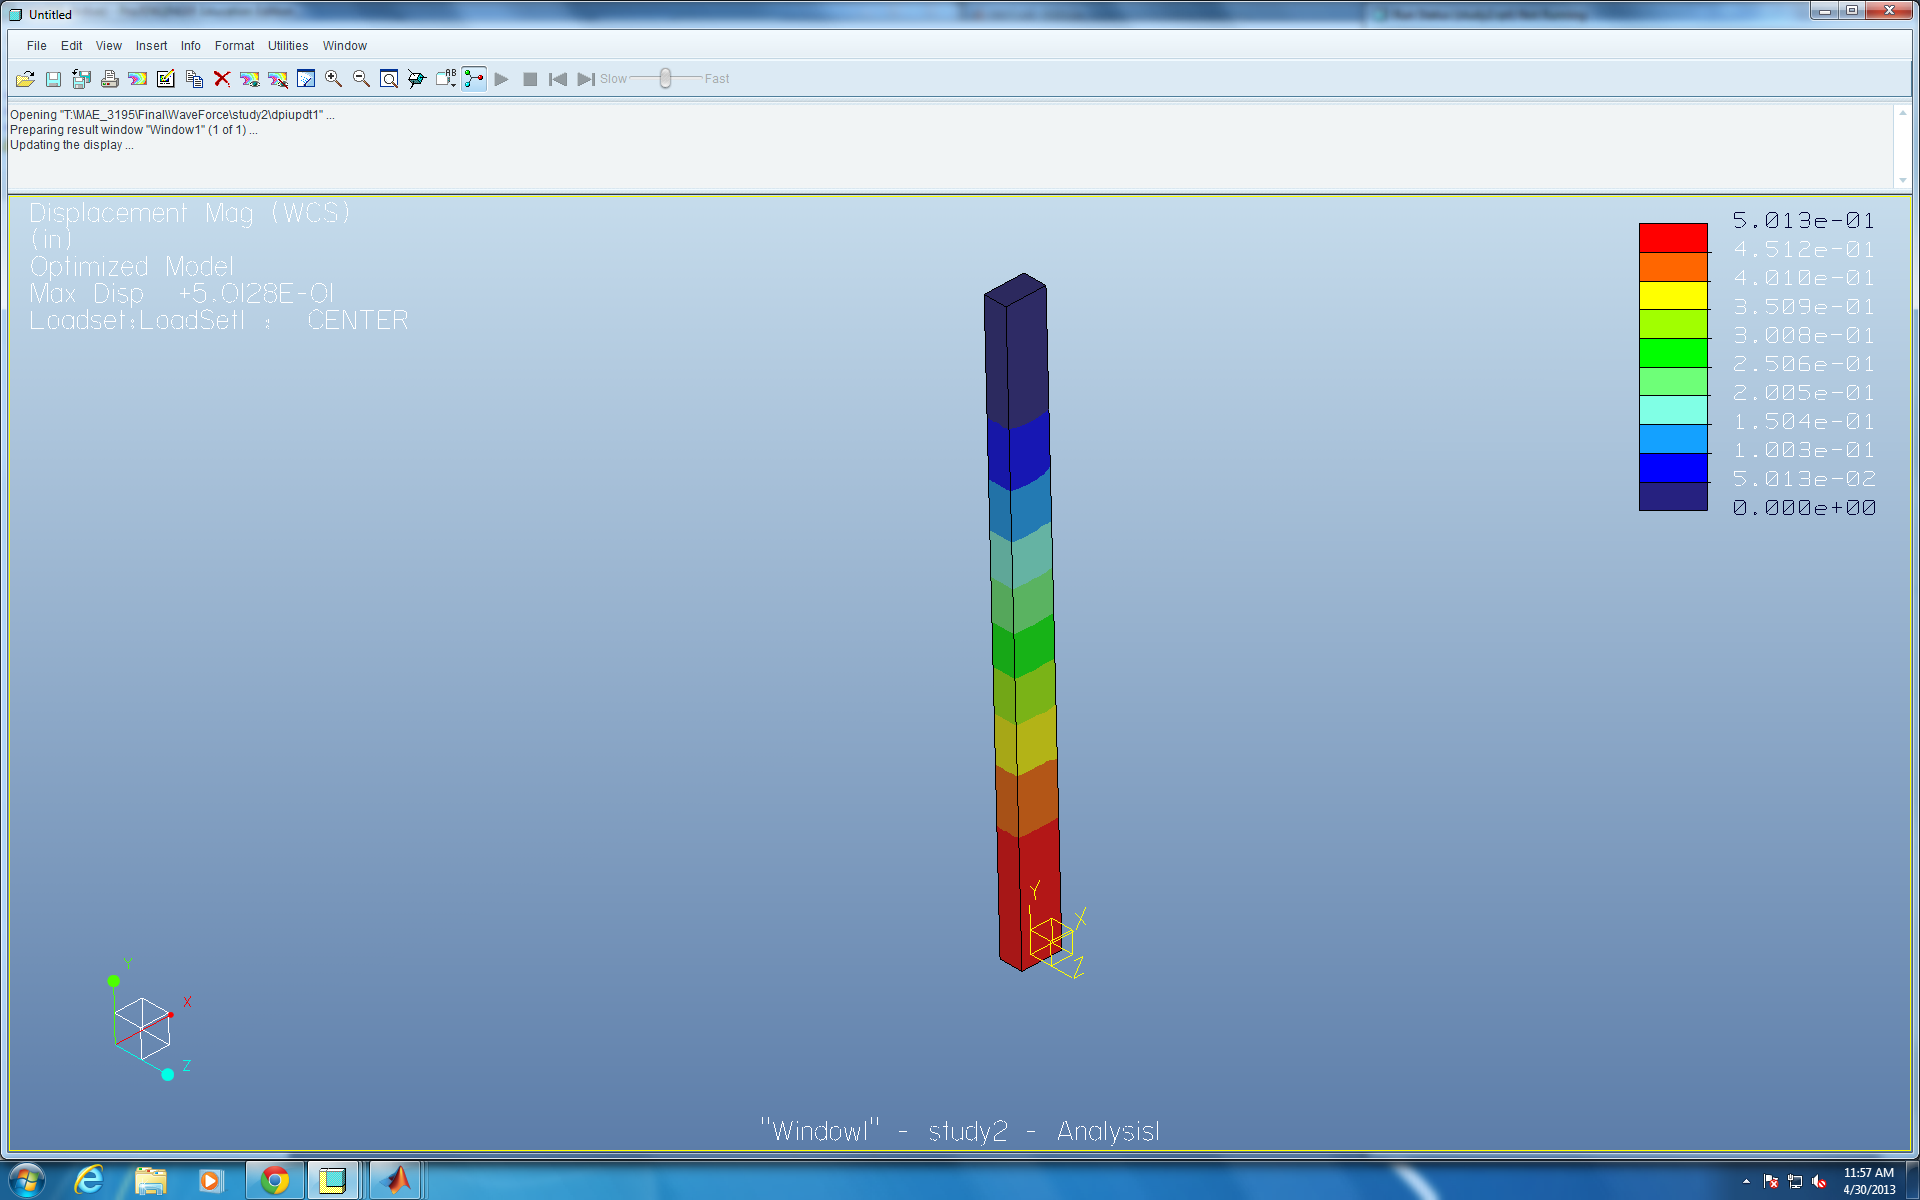 Untitled
File Edit View Insert Info Format Utilities Window
Slow Fast
Opening "T:\MAE_3195\Final\WaveForce\study2\dpiupdt1" ...
Preparing result window "Window1" (1 of 1) ...
Updating the display ...
Displacement Mag (WCS)
(in)
Optimized Model
Max Disp +5.0128E-01
Loadset:LoadSet1 : CENTER
5.013e-01
4.512e-01
4.010e-01
3.509e-01
3.008e-01
2.506e-01
2.005e-01
1.504e-01
1.003e-01
5.013e-02
0.000e+00
Y
X
Z
Y
X
Z
"Window1" - study2 - Analysis1
11:57 AM
4/30/2013